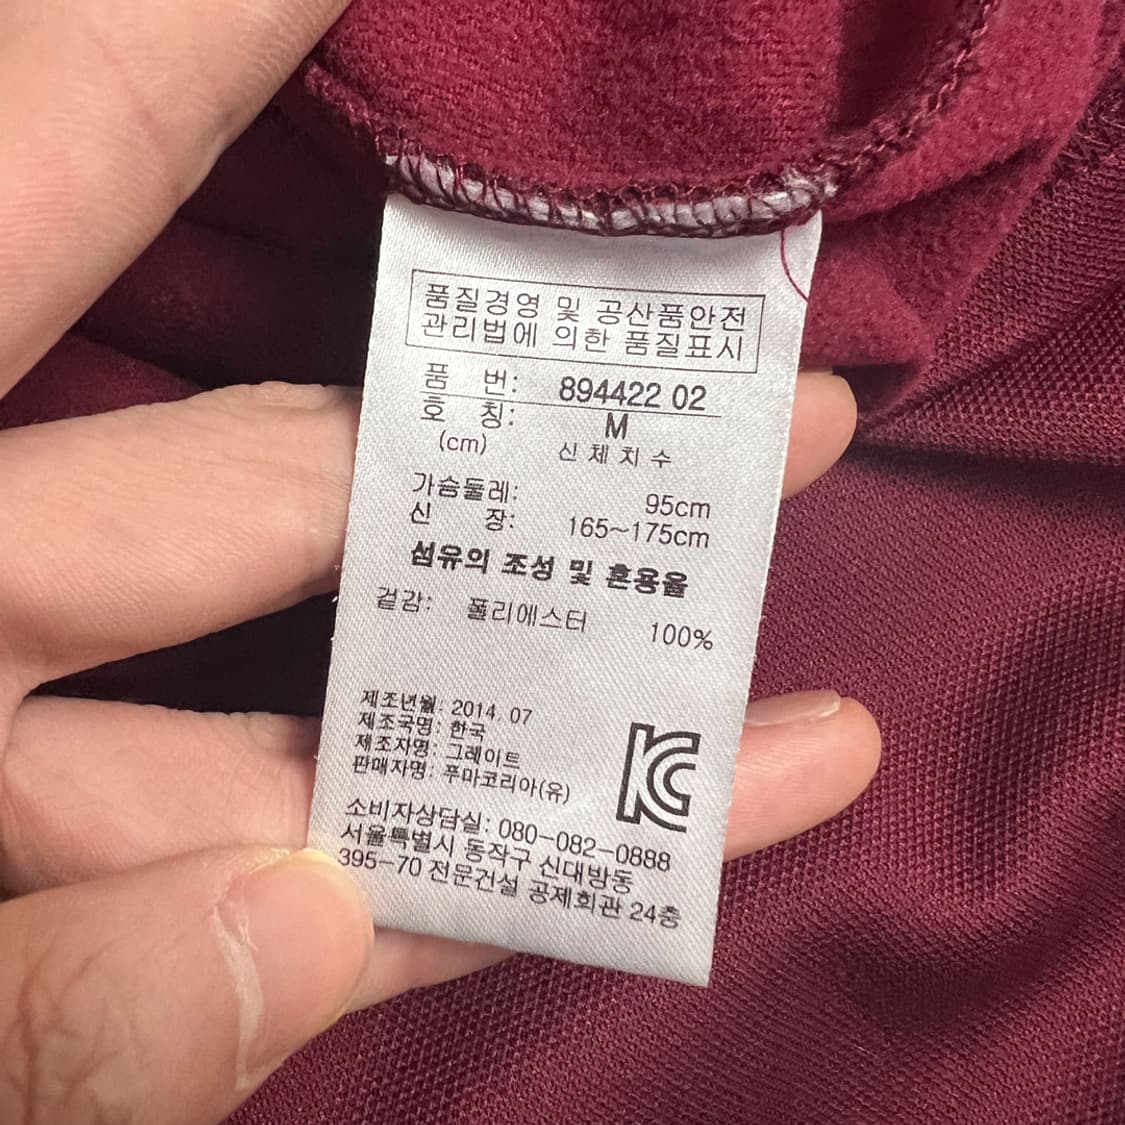 품질경영 및 공산품안전
관리법에 의한 품질표시
품 번: 894422 02
호 칭: M
(cm) 신체치수
가슴둘레: 95cm
신 장: 165~175cm
섬유의 조성 및 혼용율
겉감: 폴리에스터 100%
제조년월: 2014. 07
제조국명: 한국
제조자명: 그레이트
판매자명: 푸마코리아(유)
KC
소비자상담실: 080-082-0888
서울특별시 동작구 신대방동
395-70 전문건설 공제회관 24층